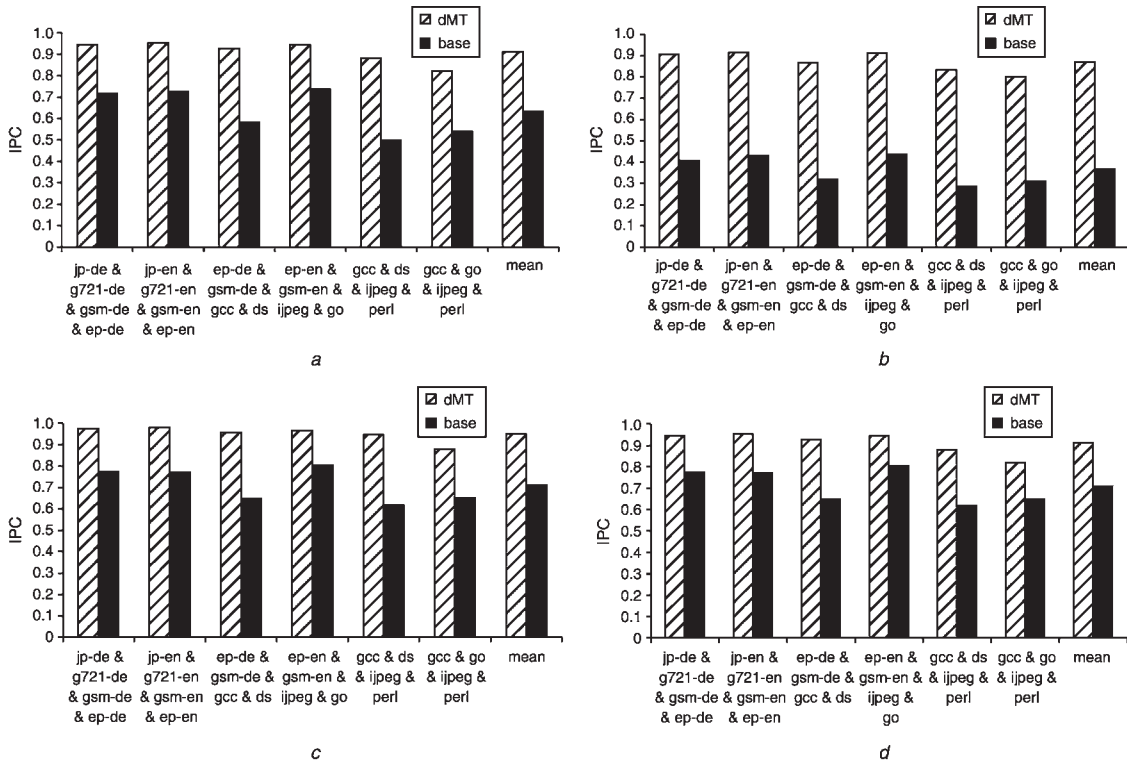 dMT
base
1.0
0.9
0.8
0.7
0.6
0.5
0.4
0.3
0.2
0.1
0
IPC
jp-de &
g721-de
& gsm-de
& ep-de
jp-en &
g721-en
& gsm-en
& ep-en
ep-de &
gsm-de &
gcc & ds
ep-en &
gsm-en &
ijpeg & go
gcc & ds
& ijpeg &
perl
gcc & go
& ijpeg &
perl
mean
a
dMT
base
1.0
0.9
0.8
0.7
0.6
0.5
0.4
0.3
0.2
0.1
0
IPC
jp-de &
g721-de
& gsm-de
& ep-de
jp-en &
g721-en
& gsm-en
& ep-en
ep-de &
gsm-de &
gcc & ds
ep-en &
gsm-en &
ijpeg &
go
gcc & ds
& ijpeg &
perl
gcc & go
& ijpeg &
perl
mean
b
dMT
base
1.0
0.9
0.8
0.7
0.6
0.5
0.4
0.3
0.2
0.1
0
IPC
jp-de &
g721-de
& gsm-de
& ep-de
jp-en &
g721-en
& gsm-en
& ep-en
ep-de &
gsm-de &
gcc & ds
ep-en &
gsm-en &
ijpeg & go
gcc & ds
& ijpeg &
perl
gcc & go
& ijpeg &
perl
mean
c
dMT
base
1.0
0.9
0.8
0.7
0.6
0.5
0.4
0.3
0.2
0.1
0
IPC
jp-de &
g721-de
& gsm-de
& ep-de
jp-en &
g721-en
& gsm-en
& ep-en
ep-de &
gsm-de &
gcc & ds
ep-en &
gsm-en &
ijpeg &
go
gcc & ds
& ijpeg &
perl
gcc & go
& ijpeg &
perl
mean
d